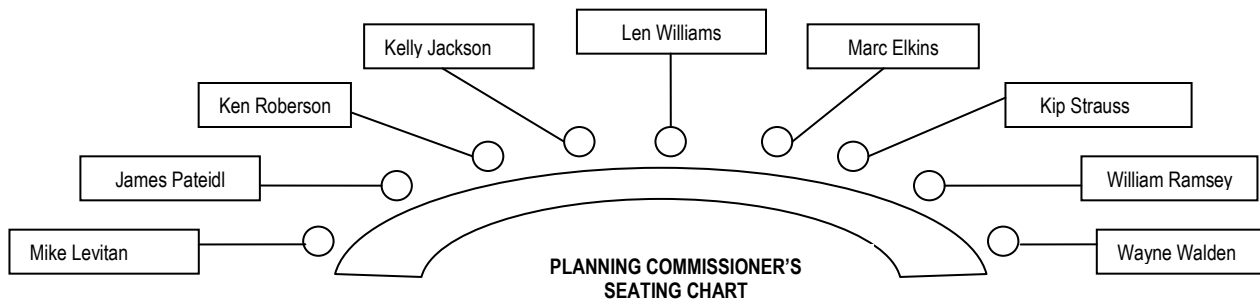 Len Williams
Kelly Jackson
Marc Elkins
Ken Roberson
Kip Strauss
James Pateidl
William Ramsey
Mike Levitan
Wayne Walden
PLANNING COMMISSIONER'S
SEATING CHART